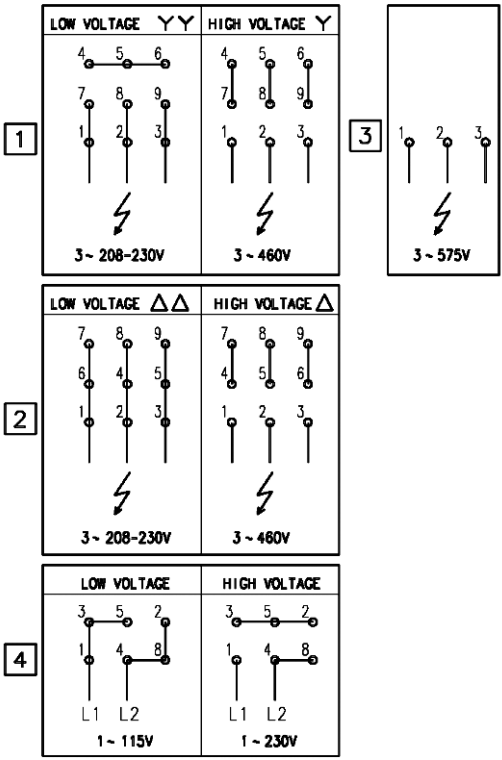 LOW VOLTAGE YY HIGH VOLTAGE Y
4 5 6 4 5 6
7 8 9 7 8 9
1 1 2 3 1 2 3 3 1 2 3
3~ 208-230V 3~ 460V 3~ 575V
LOW VOLTAGE △△ HIGH VOLTAGE △
7 8 9 7 8 9
6 4 5 4 5 6
2 1 2 3 1 2 3
3~ 208-230V 3~ 460V
LOW VOLTAGE HIGH VOLTAGE
3 5 2 3 5 2
4 1 4 8 1 4 8
L1 L2 L1 L2
1~ 115V 1~ 230V